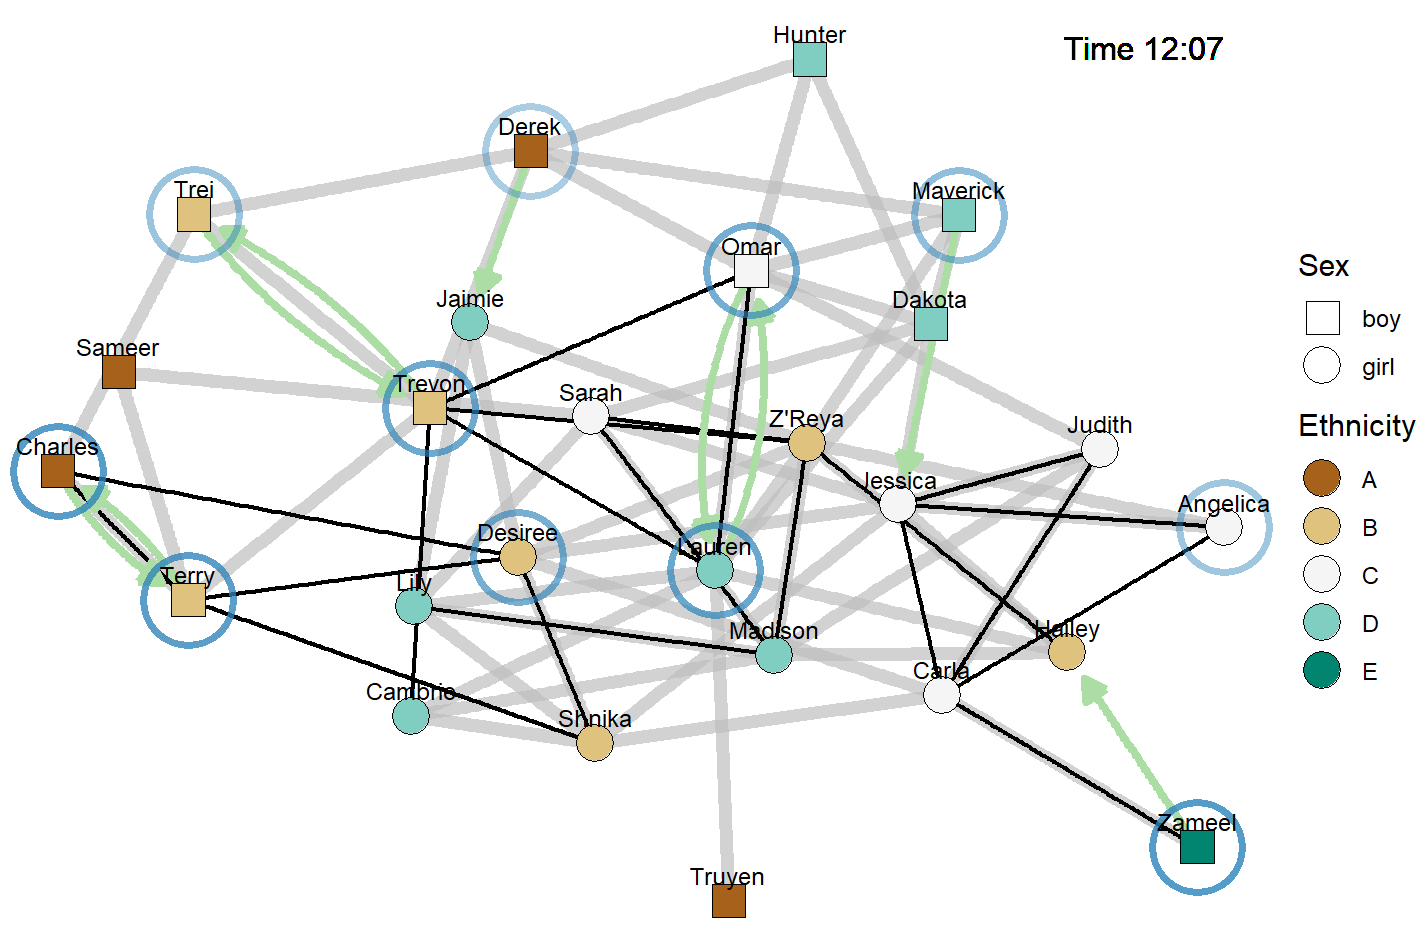 Hunter
Time 12:07
Derek
Trei
Maverick
Omar
Jaimie
Dakota
Sex
boy
girl
Sameer
Trevon
Sarah
Z'Reya
Judith
Ethnicity
Charles
Jessica
A
Angelica
B
Desiree
Lauren
Terry
Lily
C
Madison
Hailey
D
Carla
E
Cambrie
Shnika
Zameel
Truyen